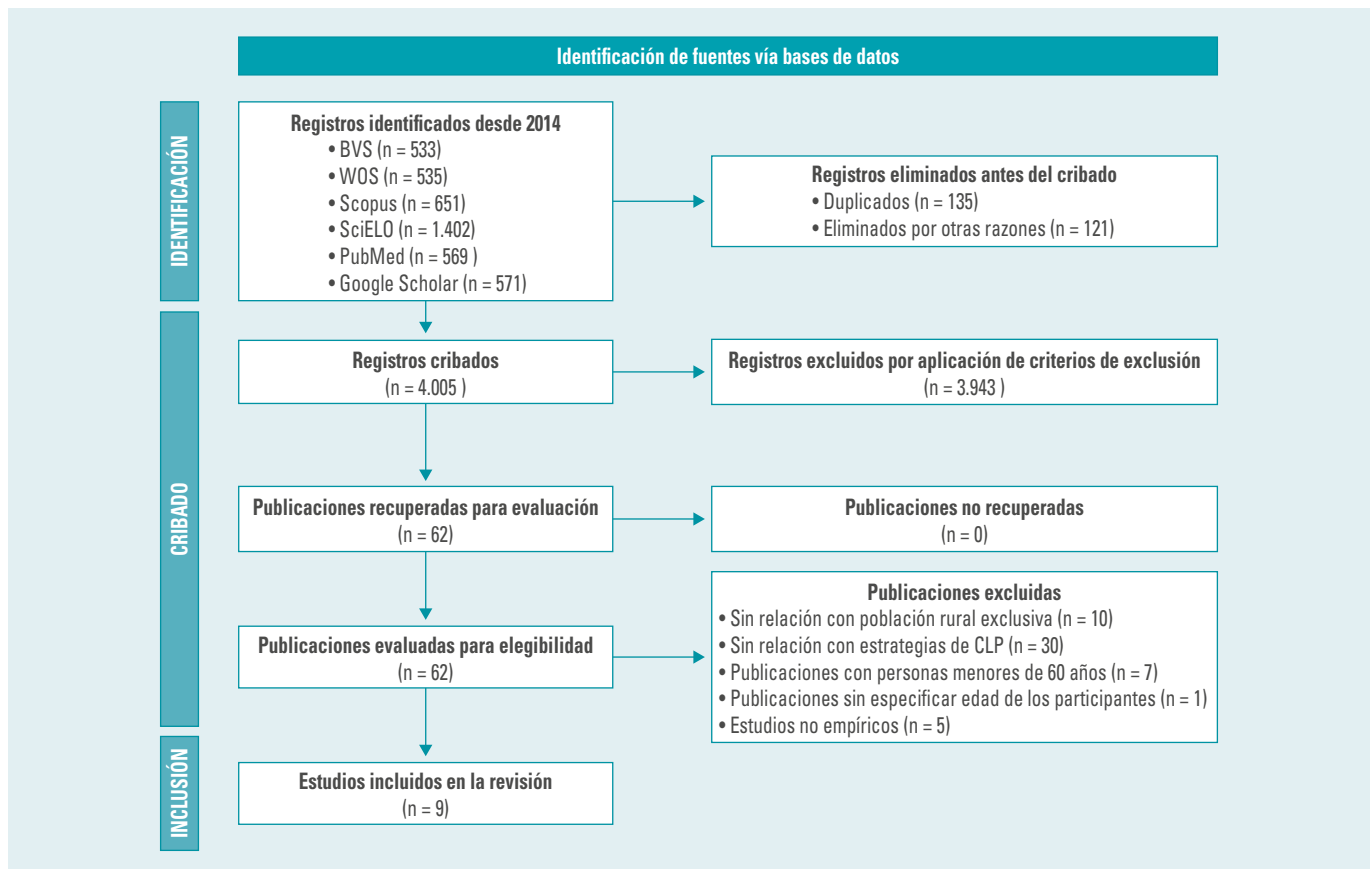 Identificación de fuentes vía bases de datos
IDENTIFICACIÓN
Registros identificados desde 2014
• BVS (n = 533)
• WOS (n = 535)
• Scopus (n = 651)
• SciELO (n = 1.402)
• PubMed (n = 569 )
• Google Scholar (n = 571)
Registros eliminados antes del cribado
• Duplicados (n = 135)
• Eliminados por otras razones (n = 121)
CRIBADO
Registros cribados
(n = 4.005 )
Registros excluidos por aplicación de criterios de exclusión
(n = 3.943 )
Publicaciones recuperadas para evaluación
(n = 62)
Publicaciones no recuperadas
(n = 0)
Publicaciones evaluadas para elegibilidad
(n = 62)
Publicaciones excluidas
• Sin relación con población rural exclusiva (n = 10)
• Sin relación con estrategias de CLP (n = 30)
• Publicaciones con personas menores de 60 años (n = 7)
• Publicaciones sin especificar edad de los participantes (n = 1)
• Estudios no empíricos (n = 5)
INCLUSIÓN
Estudios incluidos en la revisión
(n = 9)